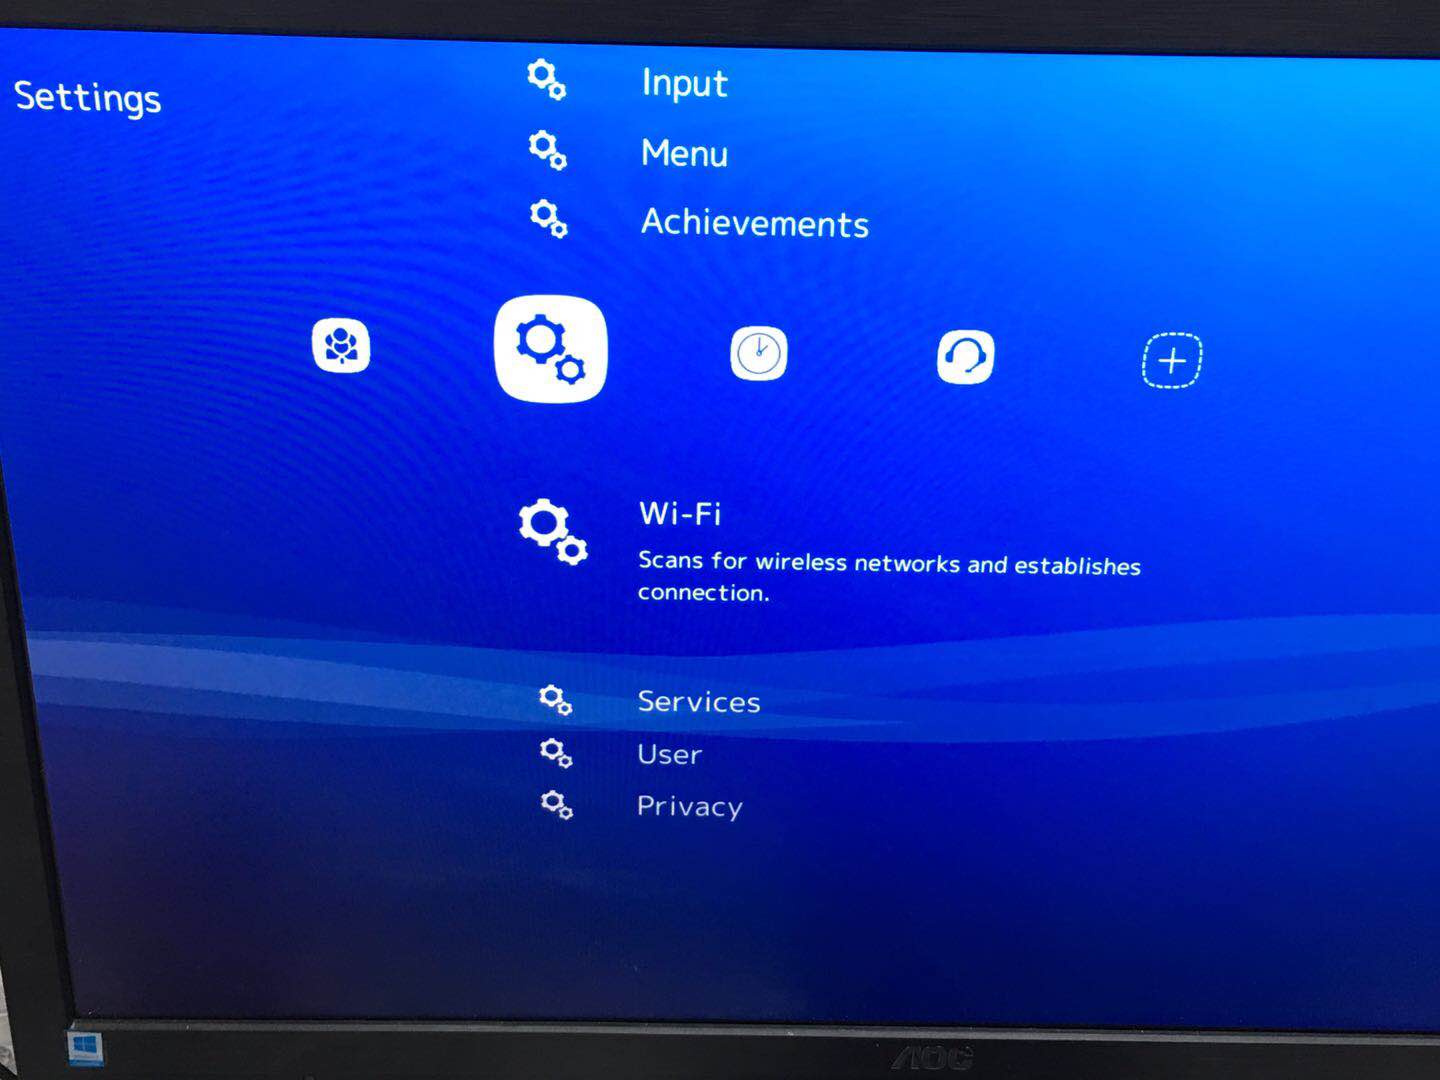 Settings
Input
Menu
Achievements
Wi-Fi
Scans for wireless networks and establishes
connection.
Services
User
Privacy
AOC